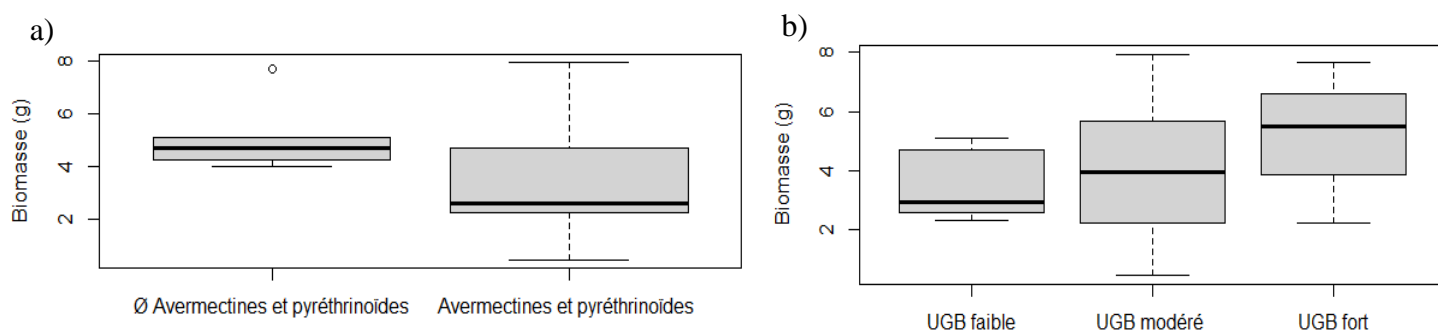 a)
Biomasse (g)
8
6
4
2
Ø Avermectines et pyréthrinoïdes
Avermectines et pyréthrinoïdes
b)
Biomasse (g)
8
6
4
2
UGB faible
UGB modéré
UGB fort